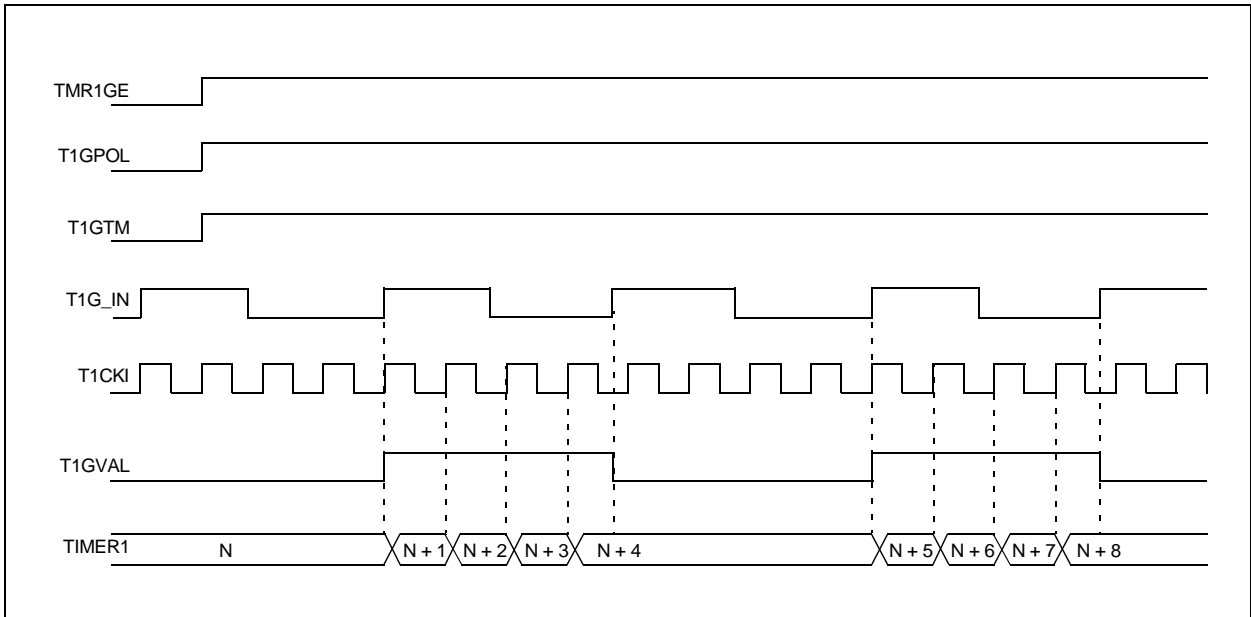 TMR1GE
T1GPOL
T1GTM
T1G_IN
T1CKI
T1GVAL
TIMER1 N N + 1 N + 2 N + 3 N + 4 N + 5 N + 6 N + 7 N + 8